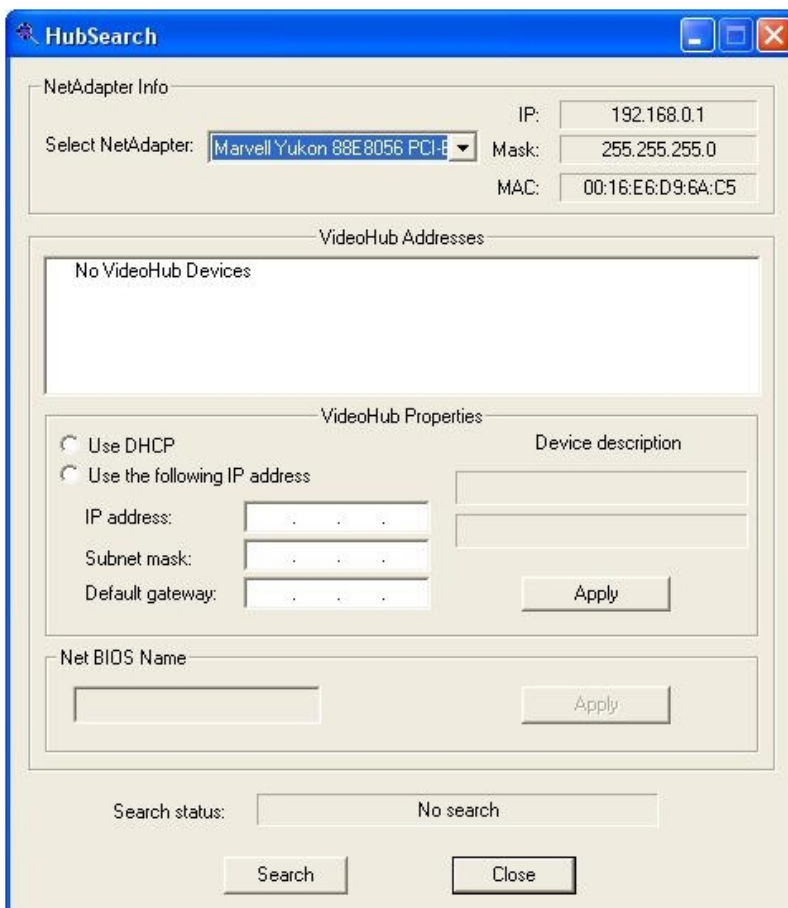 HubSearch
NetAdapter Info
IP: 192.168.0.1
Select NetAdapter: Marvell Yukon 88E8056 PCI-E Mask: 255.255.255.0
MAC: 00:16:E6:D9:6A:C5
VideoHub Addresses
No VideoHub Devices
VideoHub Properties
Use DHCP Device description
Use the following IP address
IP address: . . .
Subnet mask: . . .
Default gateway: . . . Apply
Net BIOS Name
Apply
Search status: No search
Search Close